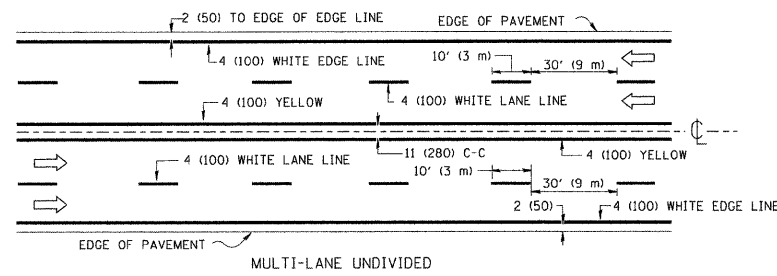 2 (50) TO EDGE OF EDGE LINE
EDGE OF PAVEMENT
4 (100) WHITE EDGE LINE
10' (3 m)
30' (9 m)
4 (100) YELLOW
4 (100) WHITE LANE LINE
℄
4 (100) WHITE LANE LINE
11 (280) C-C
4 (100) YELLOW
10' (3 m)
30' (9 m)
2 (50)
4 (100) WHITE EDGE LINE
EDGE OF PAVEMENT
MULTI-LANE UNDIVIDED